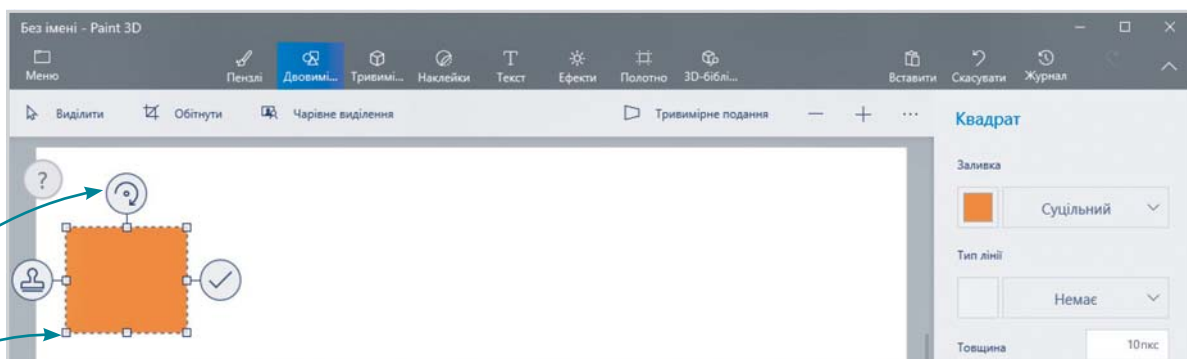 Без імені - Paint 3D
Меню
Пензлі
Двовимі...
Тривимі...
Наклейки
Текст
Ефекти
Полотно
3D-біблі...
Вставити
Скасувати
Журнал
Виділити
Обітнути
Чарівне виділення
Тривимірне подання
Квадрат
?
Заливка
Суцільний
Тип лінії
Немає
Товщина
10пкс